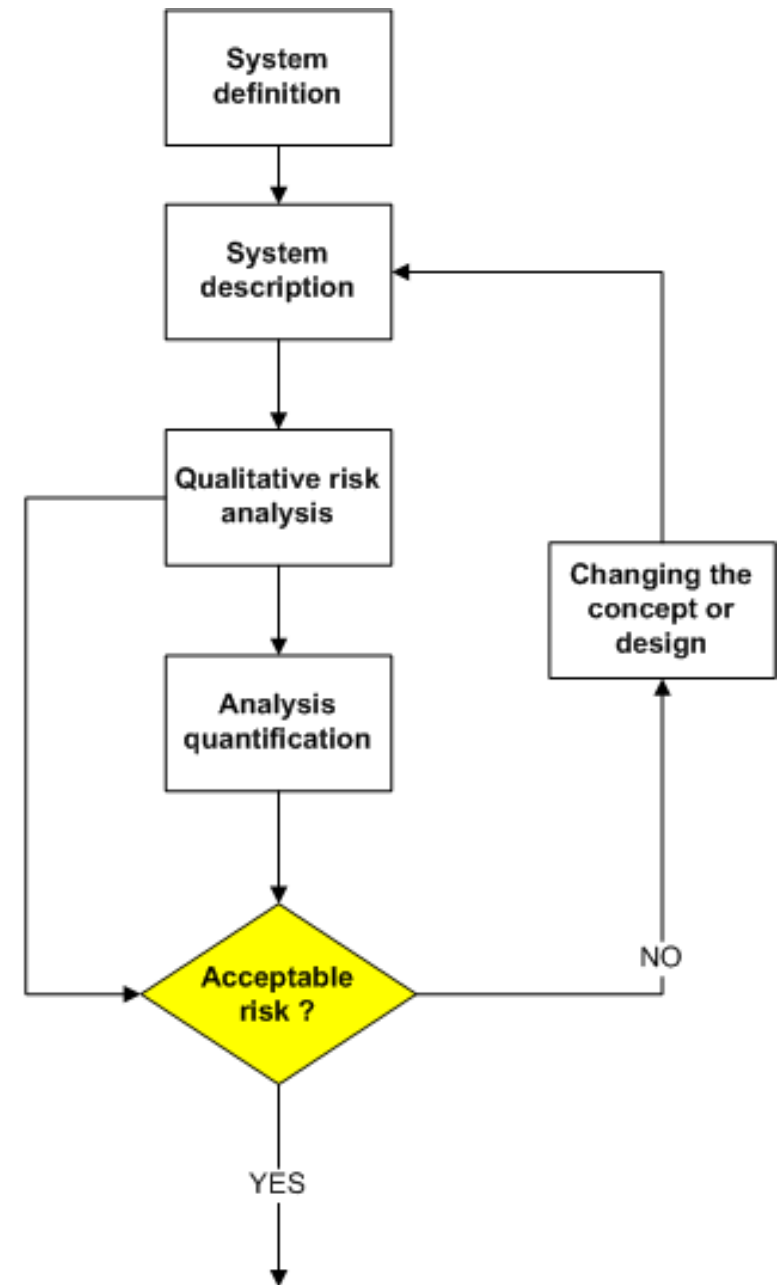 System
definition
System
description
Qualitative risk
analysis
Changing the
concept or
design
Analysis
quantification
NO
Acceptable
risk ?
YES